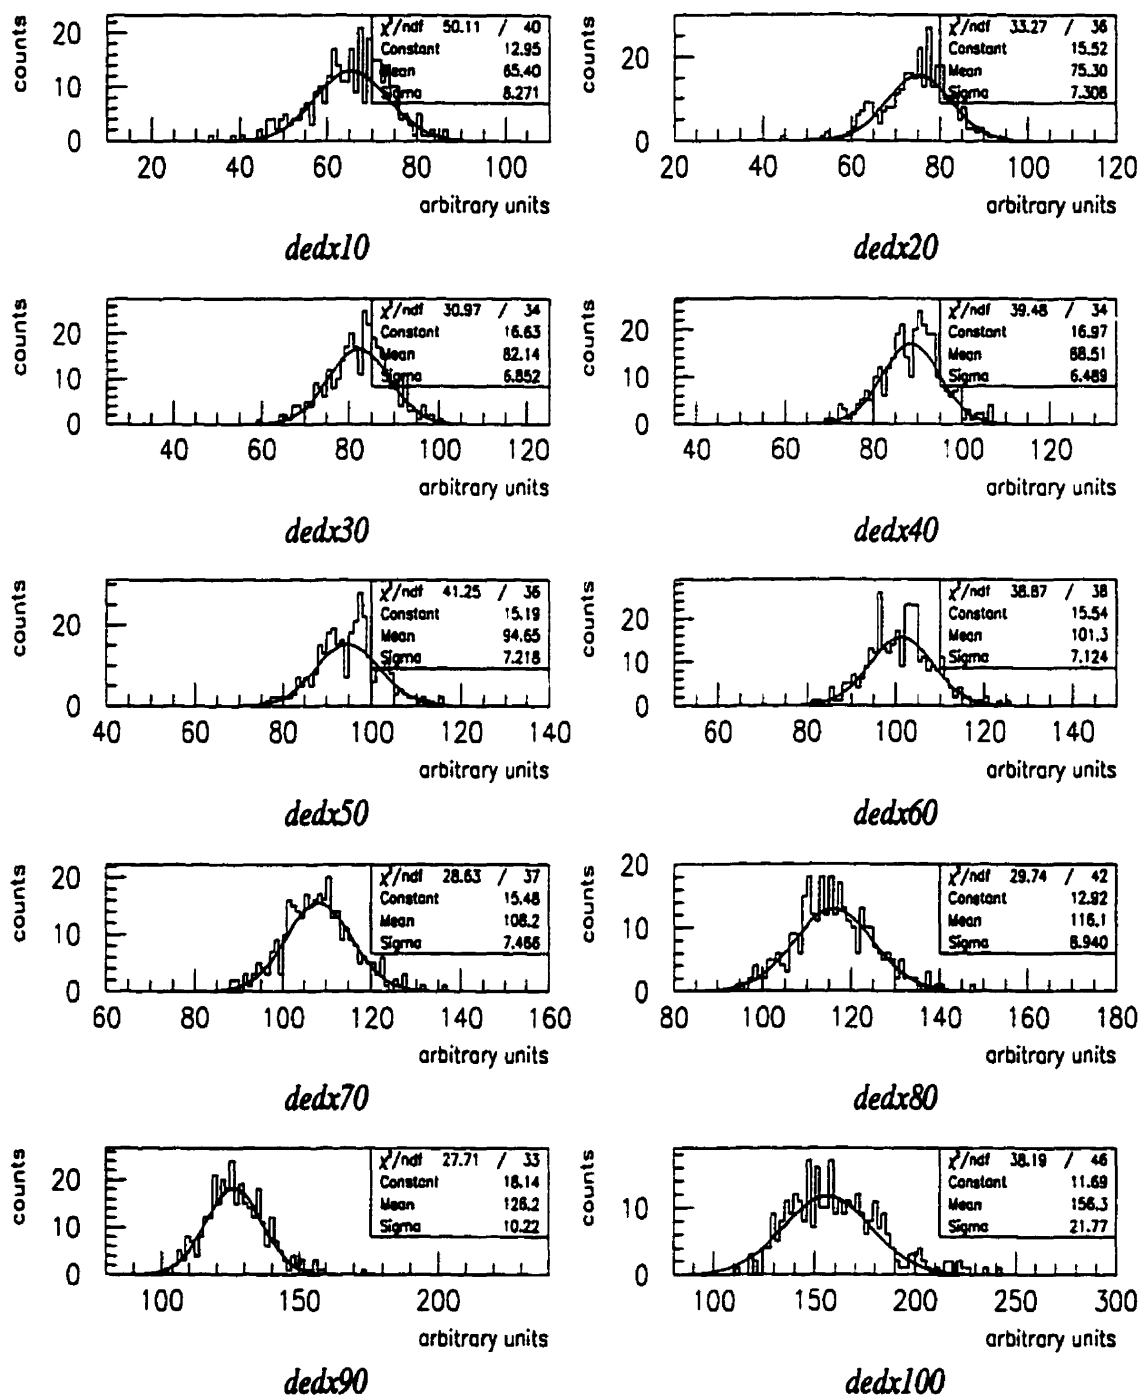 χ²/ndf 50.11 / 40
Constant 12.95
Mean 65.40
Sigma 8.271
counts
20
10
0
20 40 60 80 100
arbitrary units
dedx10
χ²/ndf 33.27 / 36
Constant 15.52
Mean 75.30
Sigma 7.308
counts
20
0
20 40 60 80 100 120
arbitrary units
dedx20
χ²/ndf 30.97 / 34
Constant 16.63
Mean 82.14
Sigma 6.852
counts
20
10
0
40 60 80 100 120
arbitrary units
dedx30
χ²/ndf 39.48 / 34
Constant 16.97
Mean 88.51
Sigma 6.489
counts
20
10
0
40 60 80 100 120
arbitrary units
dedx40
χ²/ndf 41.25 / 36
Constant 15.19
Mean 94.65
Sigma 7.218
counts
20
0
40 60 80 100 120 140
arbitrary units
dedx50
χ²/ndf 38.87 / 38
Constant 15.54
Mean 101.3
Sigma 7.124
counts
20
10
0
60 80 100 120 140
arbitrary units
dedx60
χ²/ndf 28.63 / 37
Constant 15.48
Mean 108.2
Sigma 7.466
counts
20
10
0
60 80 100 120 140 160
arbitrary units
dedx70
χ²/ndf 29.74 / 42
Constant 12.92
Mean 116.1
Sigma 8.940
counts
20
10
0
80 100 120 140 160 180
arbitrary units
dedx80
χ²/ndf 27.71 / 33
Constant 18.14
Mean 126.2
Sigma 10.22
counts
20
10
0
100 150 200
arbitrary units
dedx90
χ²/ndf 38.19 / 46
Constant 11.69
Mean 156.3
Sigma 21.77
counts
10
0
100 150 200 250 300
arbitrary units
dedx100